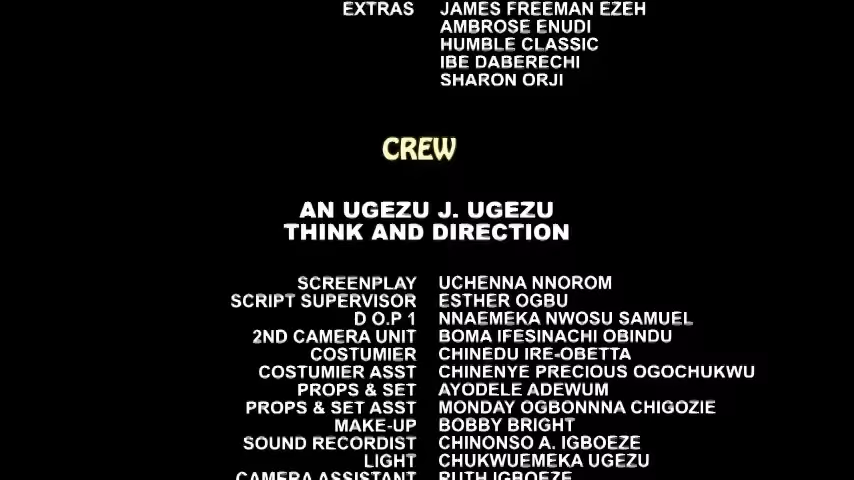 EXTRAS JAMES FREEMAN EZEH
AMBROSE ENUDI
HUMBLE CLASSIC
IBE DABERECHI
SHARON ORJI
CREW
AN UGEZU J. UGEZU
THINK AND DIRECTION
SCREENPLAY UCHENNA NNOROM
SCRIPT SUPERVISOR ESTHER OGBU
D O.P 1 NNAEMEKA NWOSU SAMUEL
2ND CAMERA UNIT BOMA IFESINACHI OBINDU
COSTUMIER CHINEDU IRE-OBETTA
COSTUMIER ASST CHINENYE PRECIOUS OGOCHUKWU
PROPS & SET AYODELE ADEWUM
PROPS & SET ASST MONDAY OGBONNNA CHIGOZIE
MAKE-UP BOBBY BRIGHT
SOUND RECORDIST CHINONSO A. IGBOEZE
LIGHT CHUKWUEMEKA UGEZU
CAMERA ASSISTANT RUTH IGBOEZE